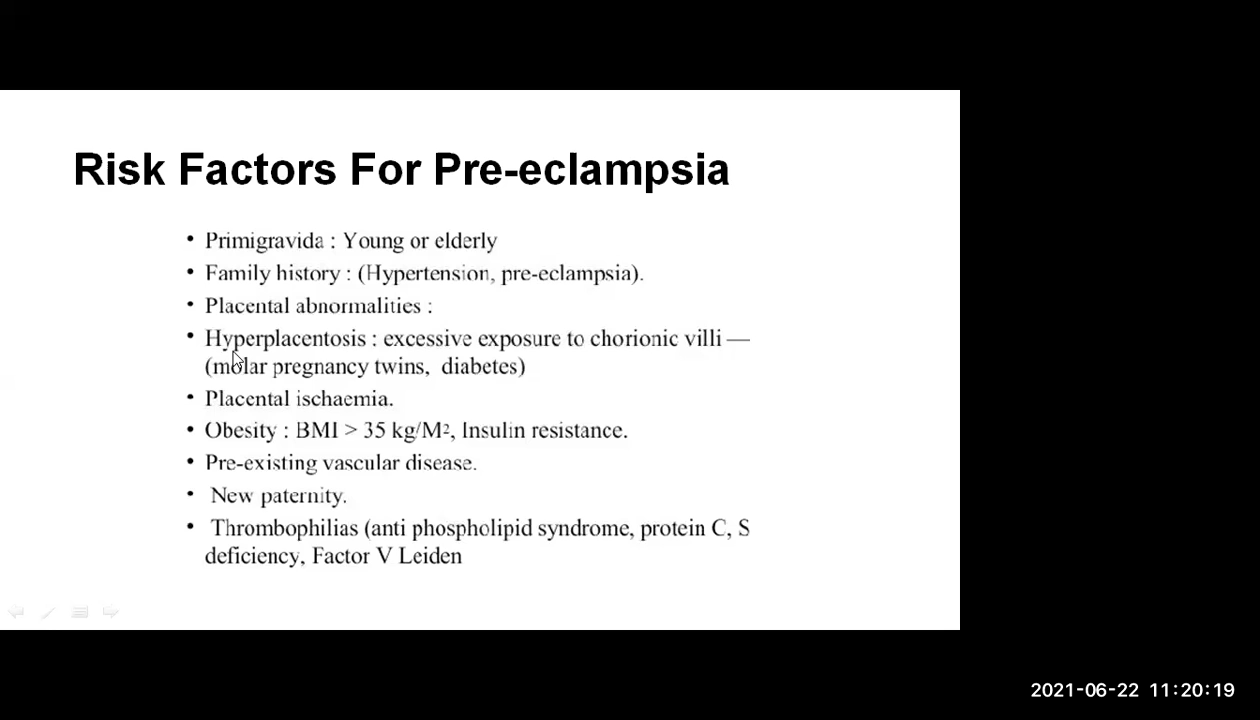 Risk Factors For Pre-eclampsia
• Primigravida : Young or elderly
• Family history : (Hypertension, pre-eclampsia).
• Placental abnormalities :
• Hyperplacentosis : excessive exposure to chorionic villi —
(molar pregnancy twins, diabetes)
• Placental ischaemia.
• Obesity : BMI > 35 kg/M², Insulin resistance.
• Pre-existing vascular disease.
• New paternity.
• Thrombophilias (anti phospholipid syndrome, protein C, S
deficiency, Factor V Leiden
2021-06-22 11:20:19